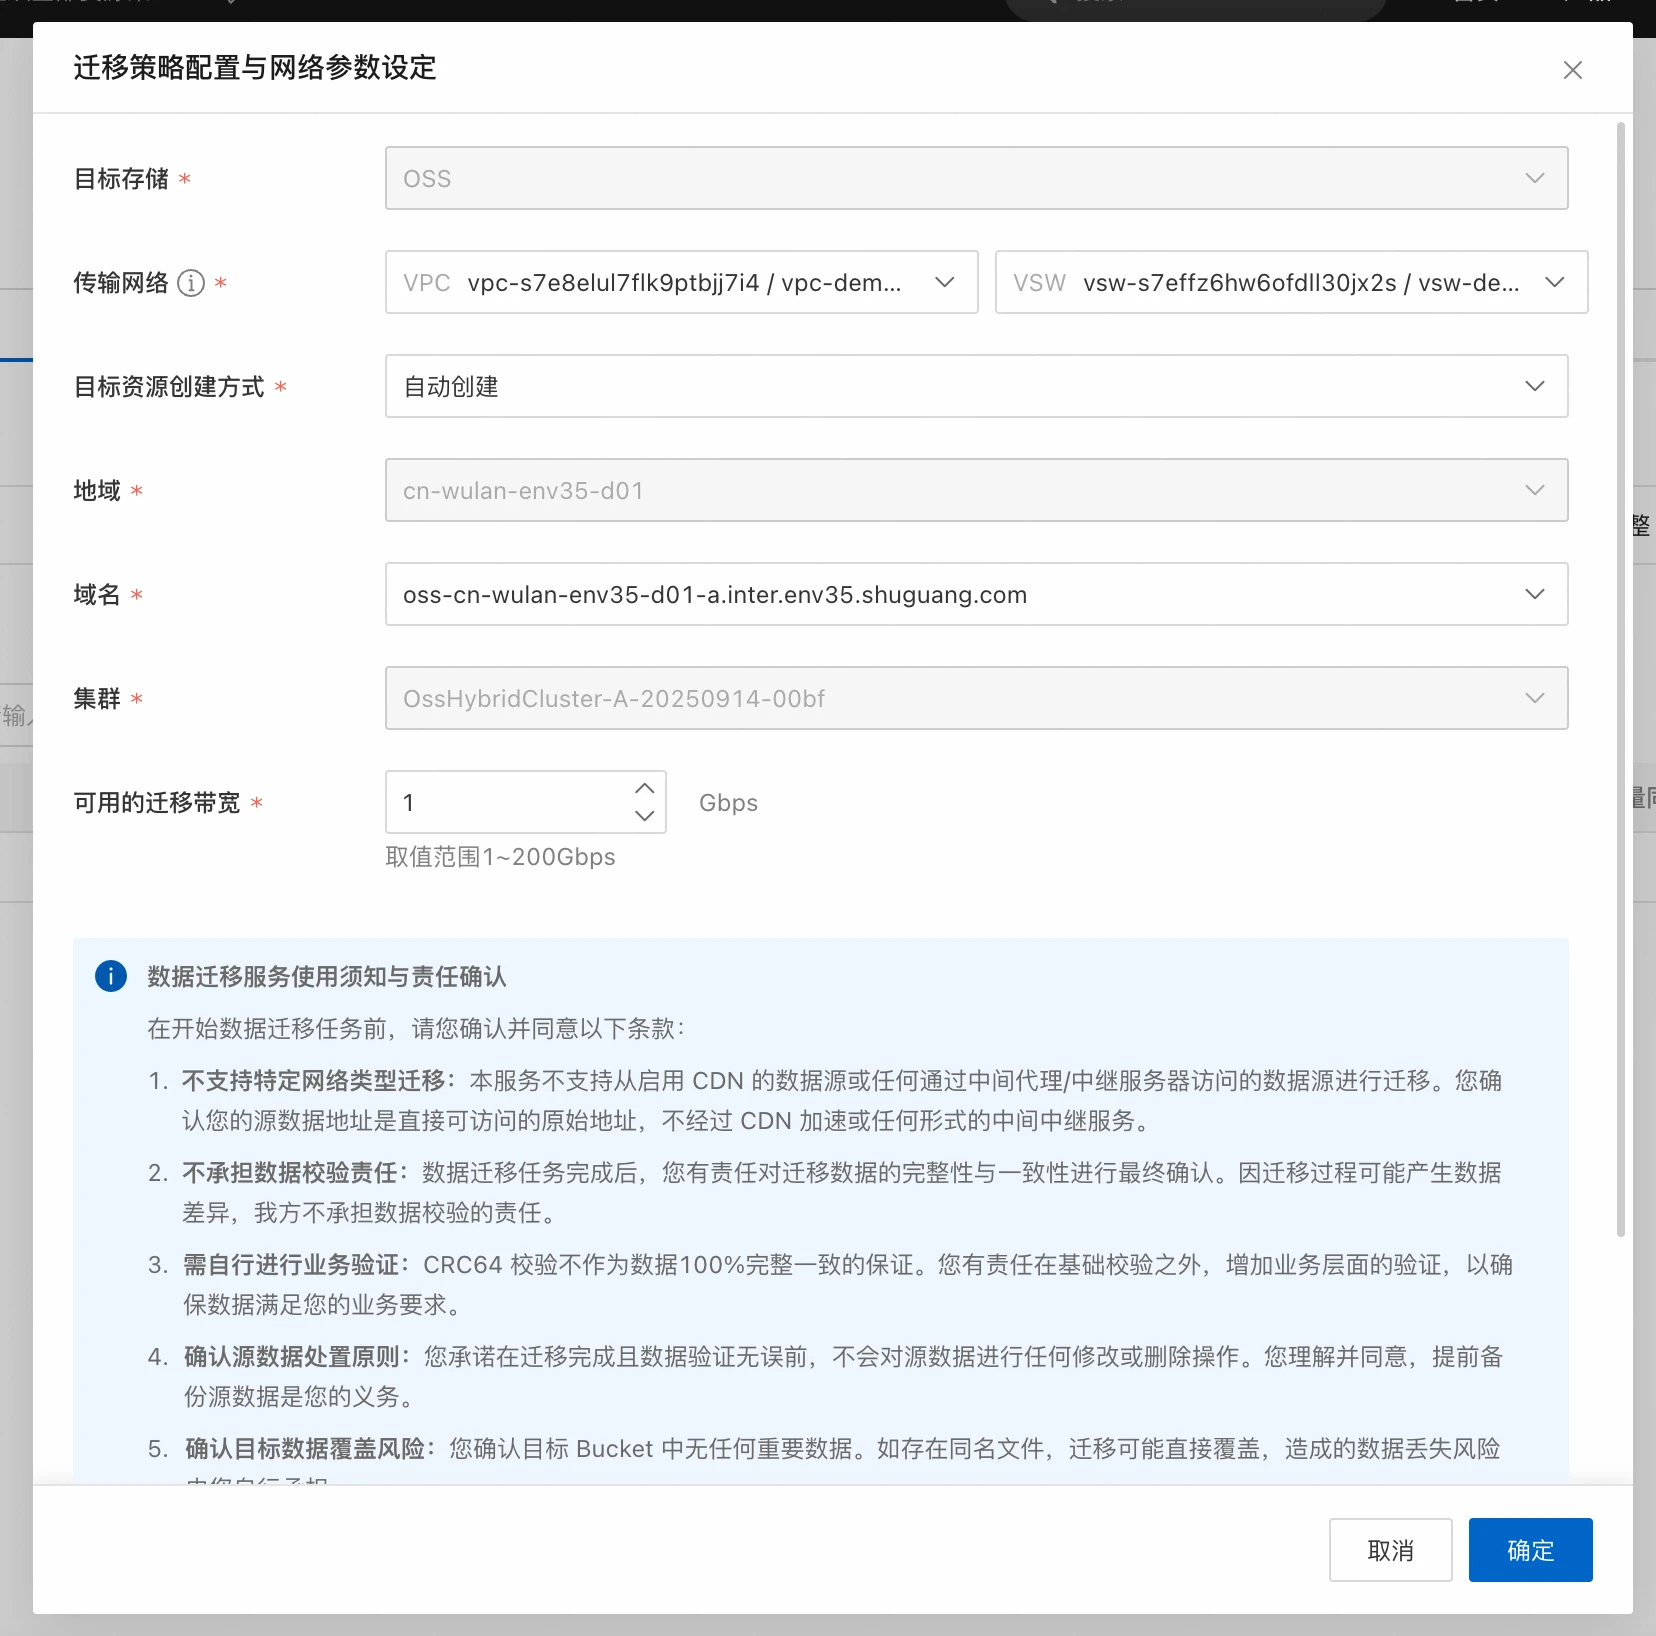 迁移策略配置与网络参数设定
目标存储 *
OSS
传输网络 *
VPC vpc-s7e8elul7flk9ptbjj7i4 / vpc-dem...
VSW vsw-s7effz6hw6ofdll30jx2s / vsw-de...
目标资源创建方式 *
自动创建
地域 *
cn-wulan-env35-d01
整
域名 *
oss-cn-wulan-env35-d01-a.inter.env35.shuguang.com
集群 *
OssHybridCluster-A-20250914-00bf
可用的迁移带宽 *
1
Gbps
取值范围1~200Gbps
数据迁移服务使用须知与责任确认
在开始数据迁移任务前，请您确认并同意以下条款：
1. 不支持特定网络类型迁移：本服务不支持从启用 CDN 的数据源或任何通过中间代理/中继服务器访问的数据源进行迁移。您确
认您的源数据地址是直接可访问的原始地址，不经过 CDN 加速或任何形式的中间中继服务。
2. 不承担数据校验责任：数据迁移任务完成后，您有责任对迁移数据的完整性与一致性进行最终确认。因迁移过程可能产生数据
差异，我方不承担数据校验的责任。
3. 需自行进行业务验证：CRC64 校验不作为数据100%完整一致的保证。您有责任在基础校验之外，增加业务层面的验证，以确
保数据满足您的业务要求。
4. 确认源数据处置原则：您承诺在迁移完成且数据验证无误前，不会对源数据进行任何修改或删除操作。您理解并同意，提前备
份源数据是您的义务。
5. 确认目标数据覆盖风险：您确认目标 Bucket 中无任何重要数据。如存在同名文件，迁移可能直接覆盖，造成的数据丢失风险
取消
确定